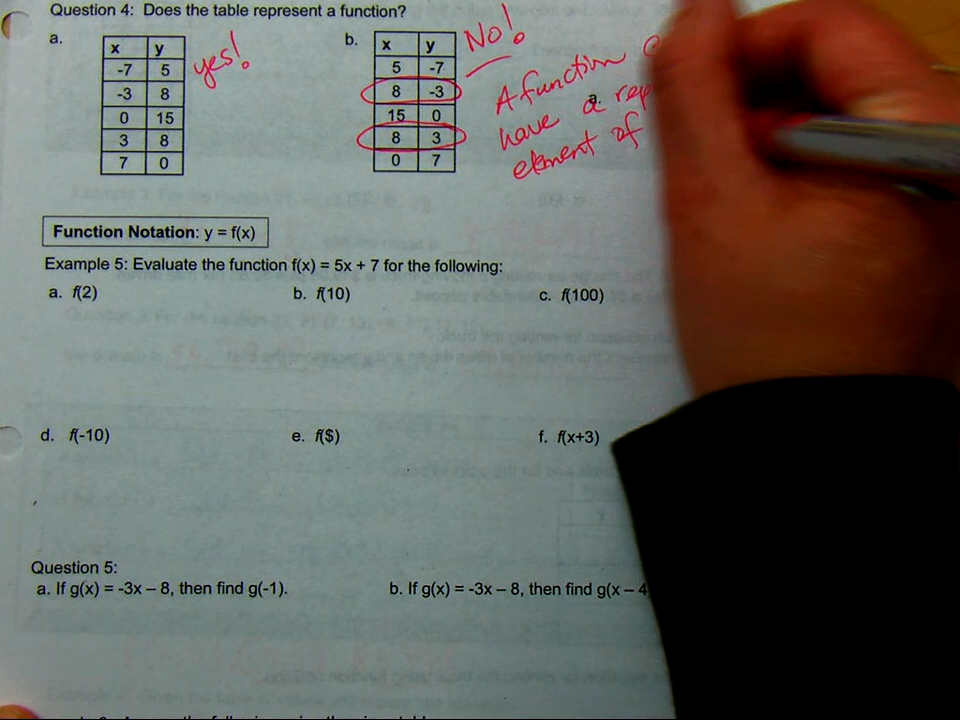 Question 4: Does the table represent a function?
a.
x y
-7 5
-3 8
0 15
3 8
7 0
yes!
b.
x y
5 -7
8 -3
15 0
8 3
0 7
No!
A function
have a rep
element of
a.
Function Notation: y = f(x)
Example 5: Evaluate the function f(x) = 5x + 7 for the following:
a. f(2) b. f(10) c. f(100)
d. f(-10) e. f($) f. f(x+3)
Question 5:
a. If g(x) = -3x – 8, then find g(-1). b. If g(x) = -3x – 8, then find g(x – 4